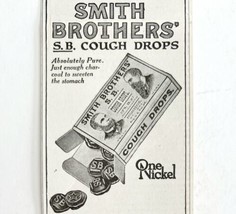 SMITH
BROTHERS'
S.B. COUGH DROPS
Absolutely Pure.
Just enough char-
coal to sweeten
the stomach
SMITH BROTHERS'
S.B.
COUGH DROPS
One
Nickel